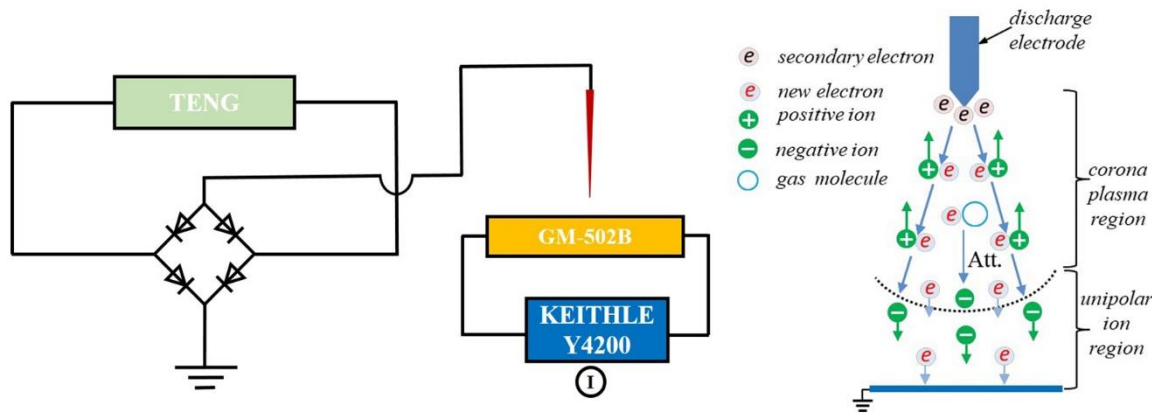 TENG
GM-502B
KEITHLE
Y4200
I
discharge
electrode
e secondary electron
e new electron
+ positive ion
− negative ion
gas molecule
e e e
+ e e +
e
+ e e +
Att.
e − e
− −
−
e e
corona
plasma
region
unipolar
ion
region